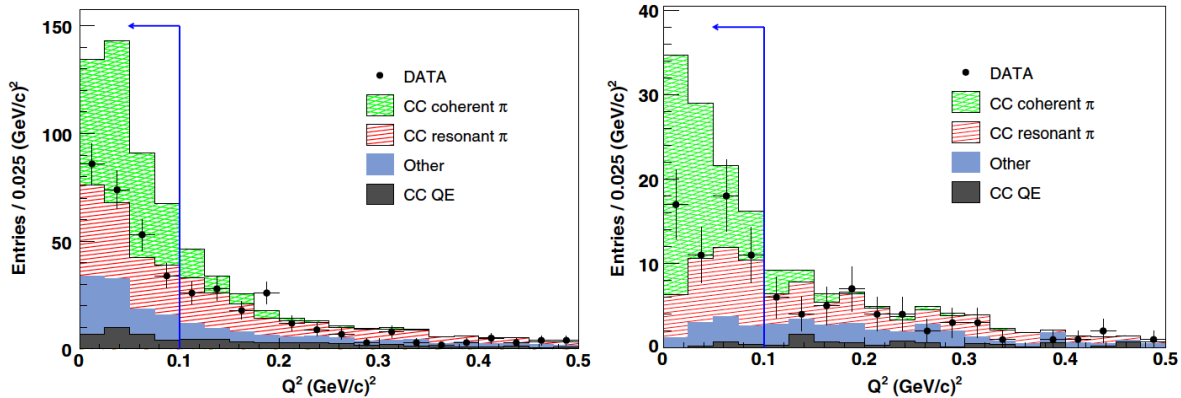 Entries / 0.025 (GeV/c)²
150
100
50
0
DATA
CC coherent π
CC resonant π
Other
CC QE
0 0.1 0.2 0.3 0.4 0.5
Q² (GeV/c)²
Entries / 0.025 (GeV/c)²
40
30
20
10
0
DATA
CC coherent π
CC resonant π
Other
CC QE
0 0.1 0.2 0.3 0.4 0.5
Q² (GeV/c)²